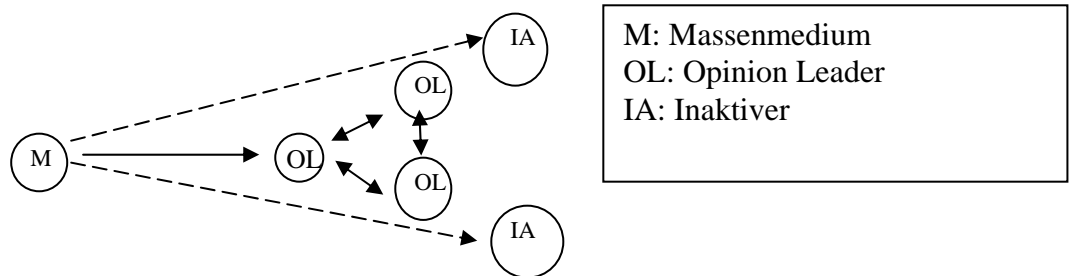 IA
OL
M
OL
OL
IA
M: Massenmedium
OL: Opinion Leader
IA: Inaktiver